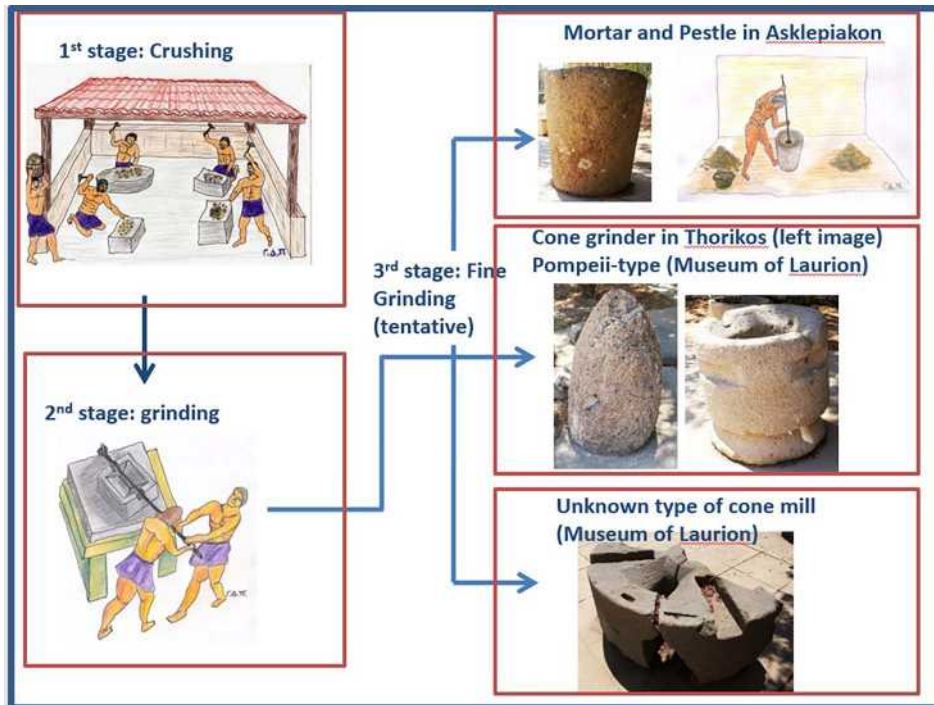 1st stage: Crushing
2nd stage: grinding
3rd stage: Fine
Grinding
(tentative)
Mortar and Pestle in Asklepiakon
Cone grinder in Thorikos (left image)
Pompeii-type (Museum of Laurion)
Unknown type of cone mill
(Museum of Laurion)